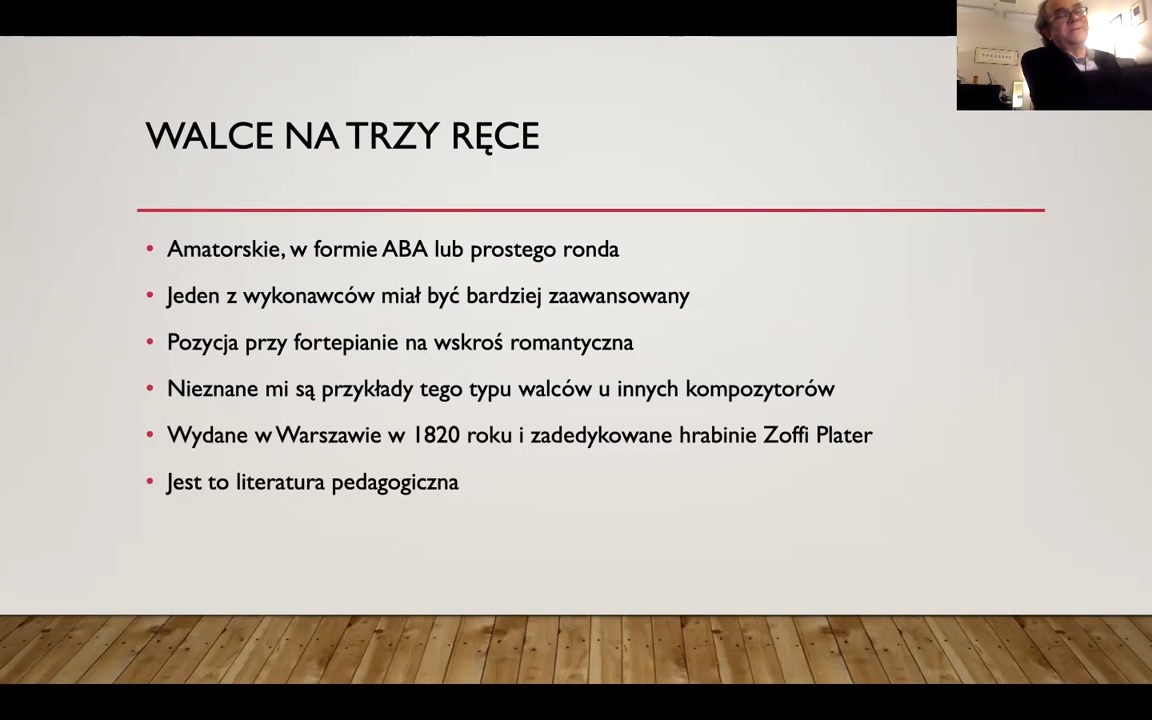 WALCE NA TRZY RĘCE
Amatorskie, w formie ABA lub prostego ronda
Jeden z wykonawców miał być bardziej zaawansowany
Pozycja przy fortepianie na wskroś romantyczna
Nieznane mi są przykłady tego typu walców u innych kompozytorów
Wydane w Warszawie w 1820 roku i zadedykowane hrabinie Zoffi Plater
Jest to literatura pedagogiczna